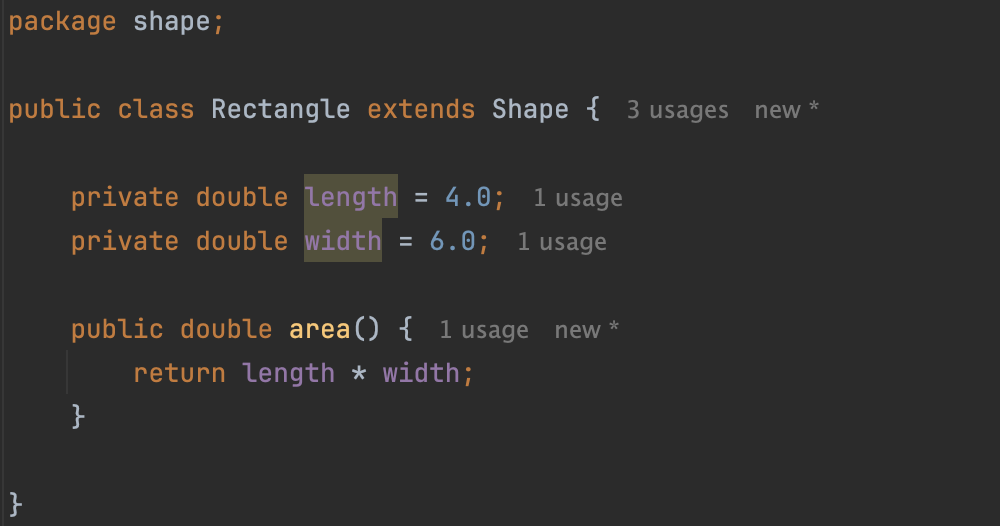 package shape;
public class Rectangle extends Shape { 3 usages new *
private double length = 4.0; 1 usage
private double width = 6.0; 1 usage
public double area() { 1 usage new *
return length * width;
}
}